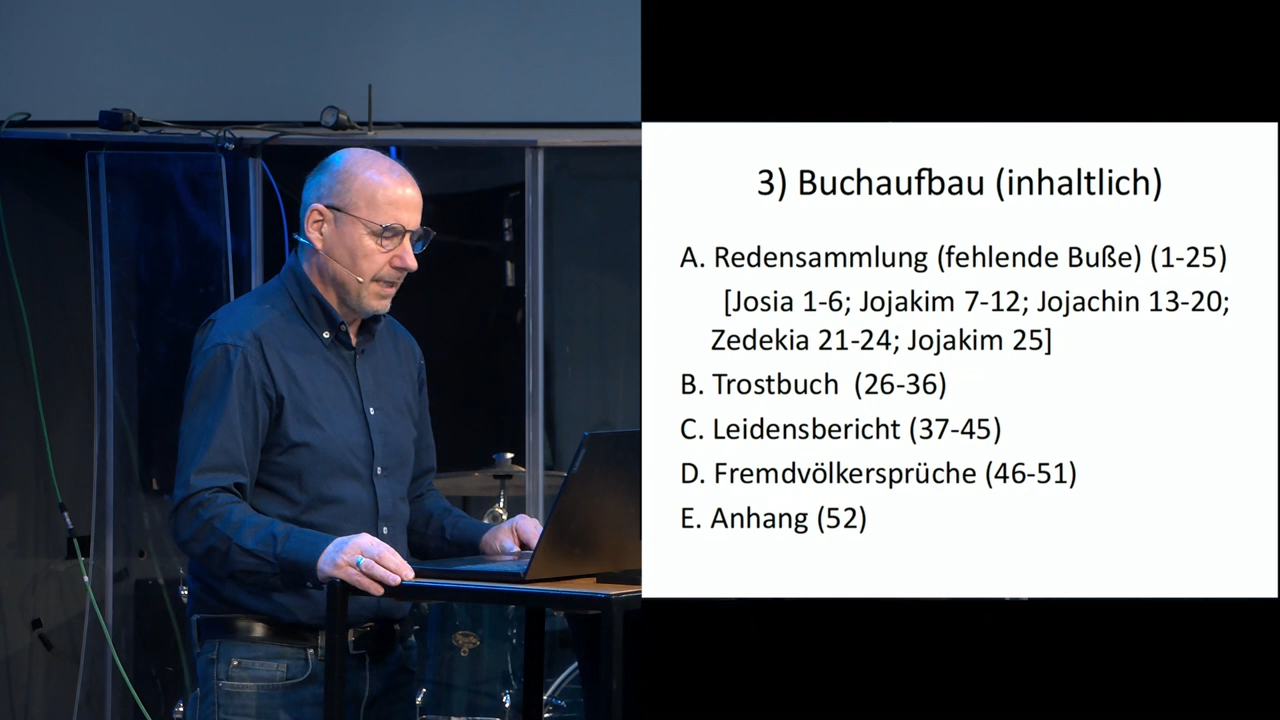 3) Buchaufbau (inhaltlich)
A. Redensammlung (fehlende Buße) (1-25)
[Josia 1-6; Jojakim 7-12; Jojachin 13-20;
Zedekia 21-24; Jojakim 25]
B. Trostbuch (26-36)
C. Leidensbericht (37-45)
D. Fremdvölkersprüche (46-51)
E. Anhang (52)